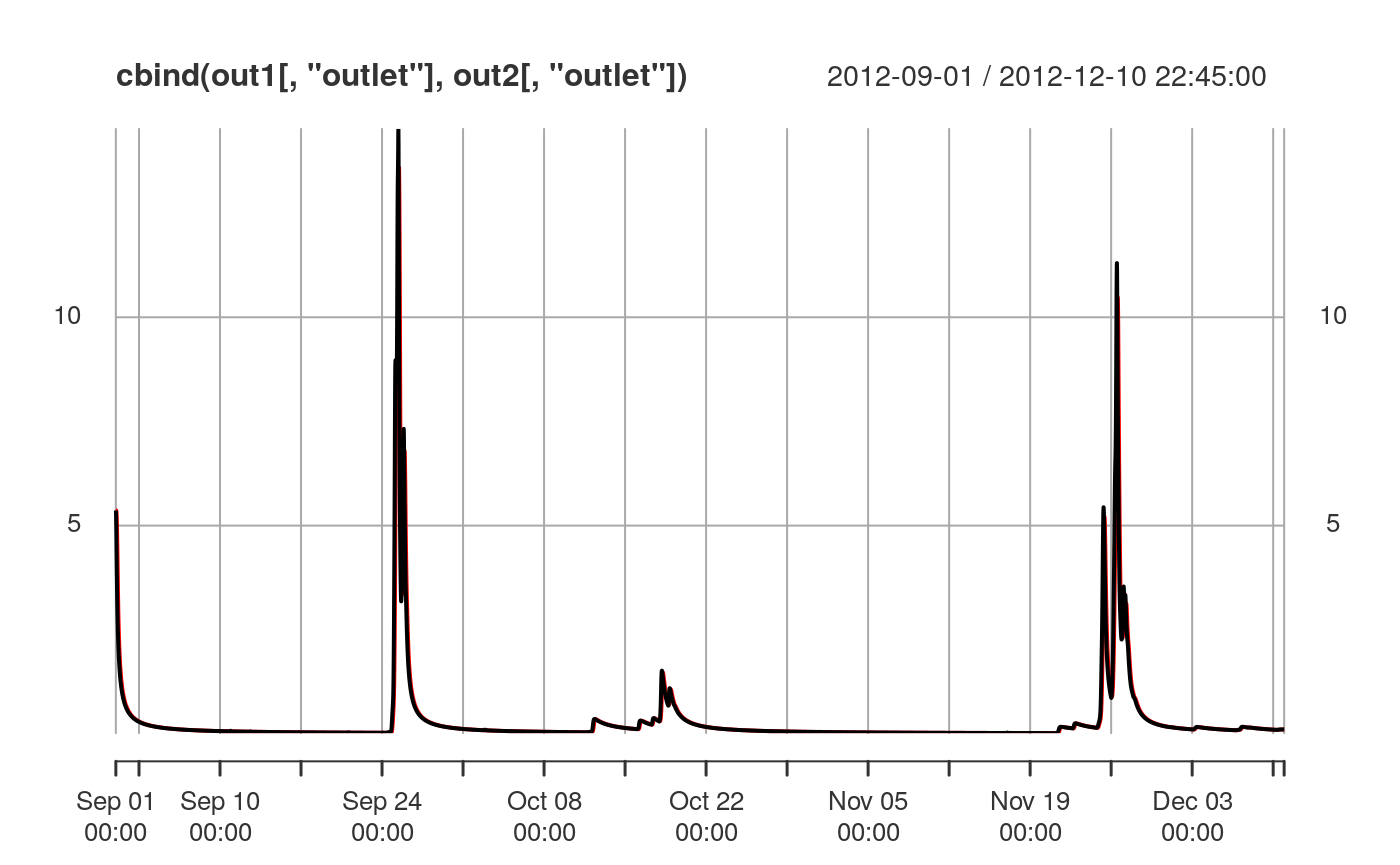 cbind(out1[, "outlet"], out2[, "outlet"]) 2012-09-01 / 2012-12-10 22:45:00
10 10
5 5
Sep 01 Sep 10 Sep 24 Oct 08 Oct 22 Nov 05 Nov 19 Dec 03
00:00 00:00 00:00 00:00 00:00 00:00 00:00 00:00